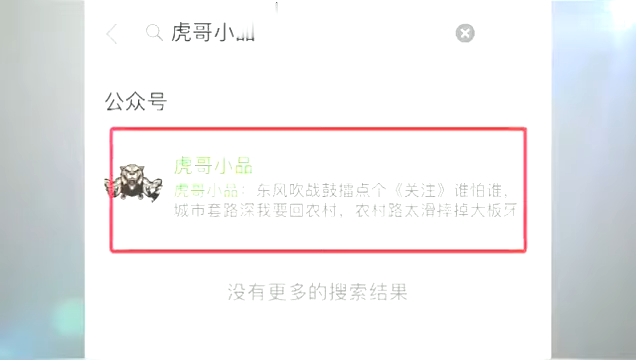 虎哥小品
公众号
虎哥小品
虎哥小品：东风吹战鼓擂点个《关注》谁怕谁，
城市套路深我要回农村，农村路太滑摔掉大板牙
没有更多的搜索结果